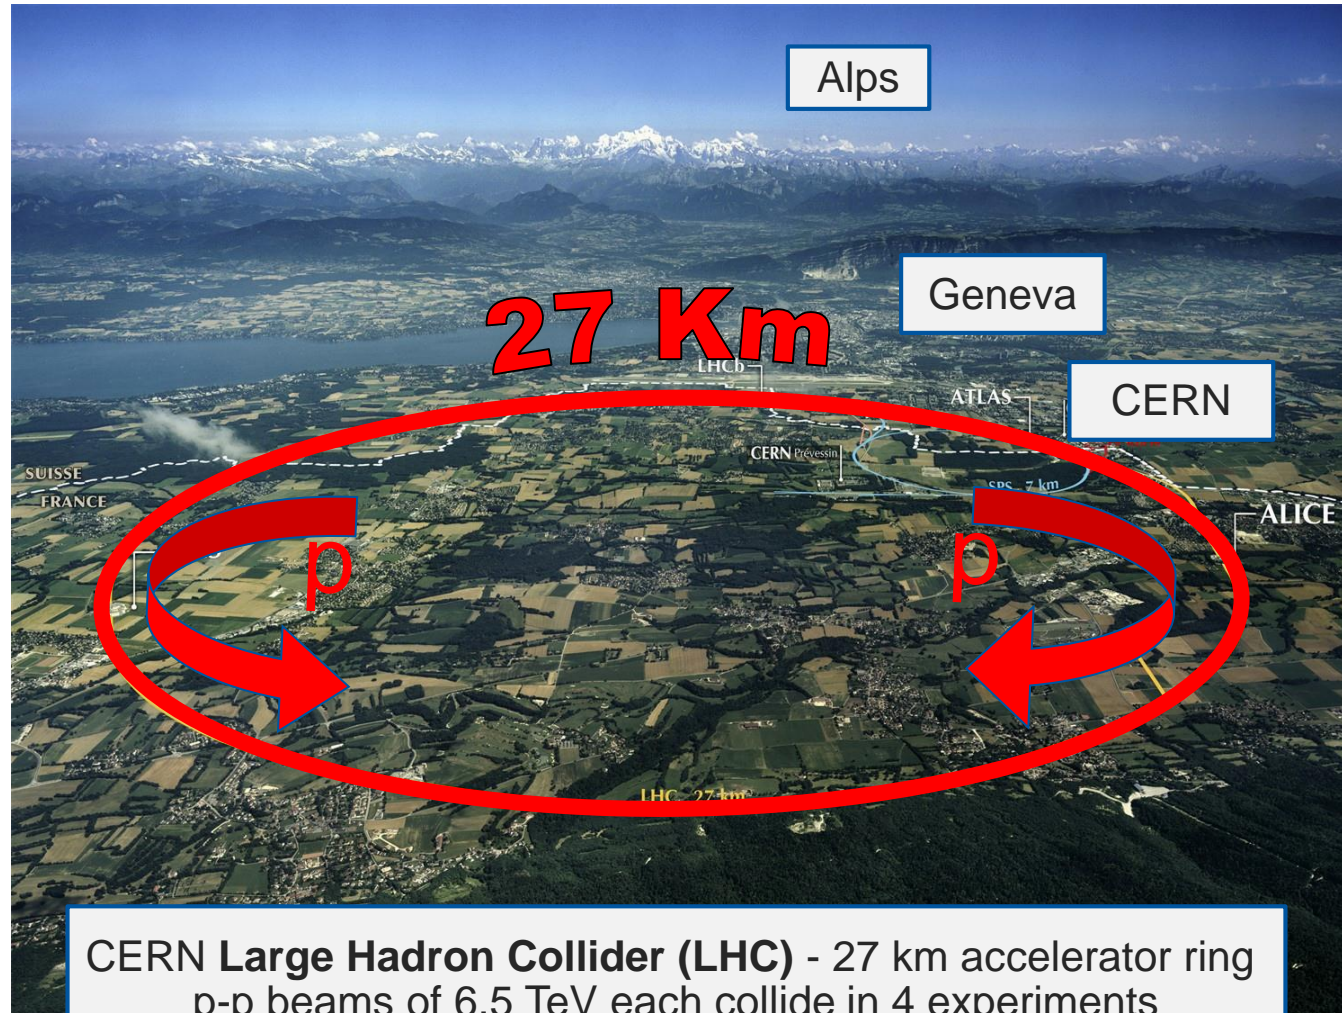 Alps
Geneva
27 Km
LHCb
ATLAS
CERN
CERN Prévessin
SUISSE
FRANCE
SPS - 7 km
ALICE
p
p
LHC - 27 km
CERN Large Hadron Collider (LHC) - 27 km accelerator ring
p-p beams of 6.5 TeV each collide in 4 experiments